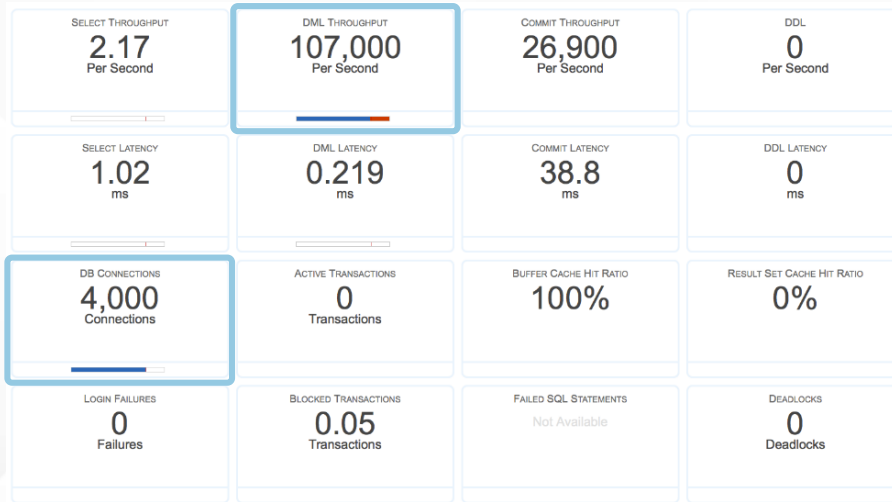 SELECT THROUGHPUT
2.17
Per Second
DML THROUGHPUT
107,000
Per Second
COMMIT THROUGHPUT
26,900
Per Second
DDL
0
Per Second
SELECT LATENCY
1.02
ms
DML LATENCY
0.219
ms
COMMIT LATENCY
38.8
ms
DDL LATENCY
0
ms
DB CONNECTIONS
4,000
Connections
ACTIVE TRANSACTIONS
0
Transactions
BUFFER CACHE HIT RATIO
100%
RESULT SET CACHE HIT RATIO
0%
LOGIN FAILURES
0
Failures
BLOCKED TRANSACTIONS
0.05
Transactions
FAILED SQL STATEMENTS
Not Available
DEADLOCKS
0
Deadlocks